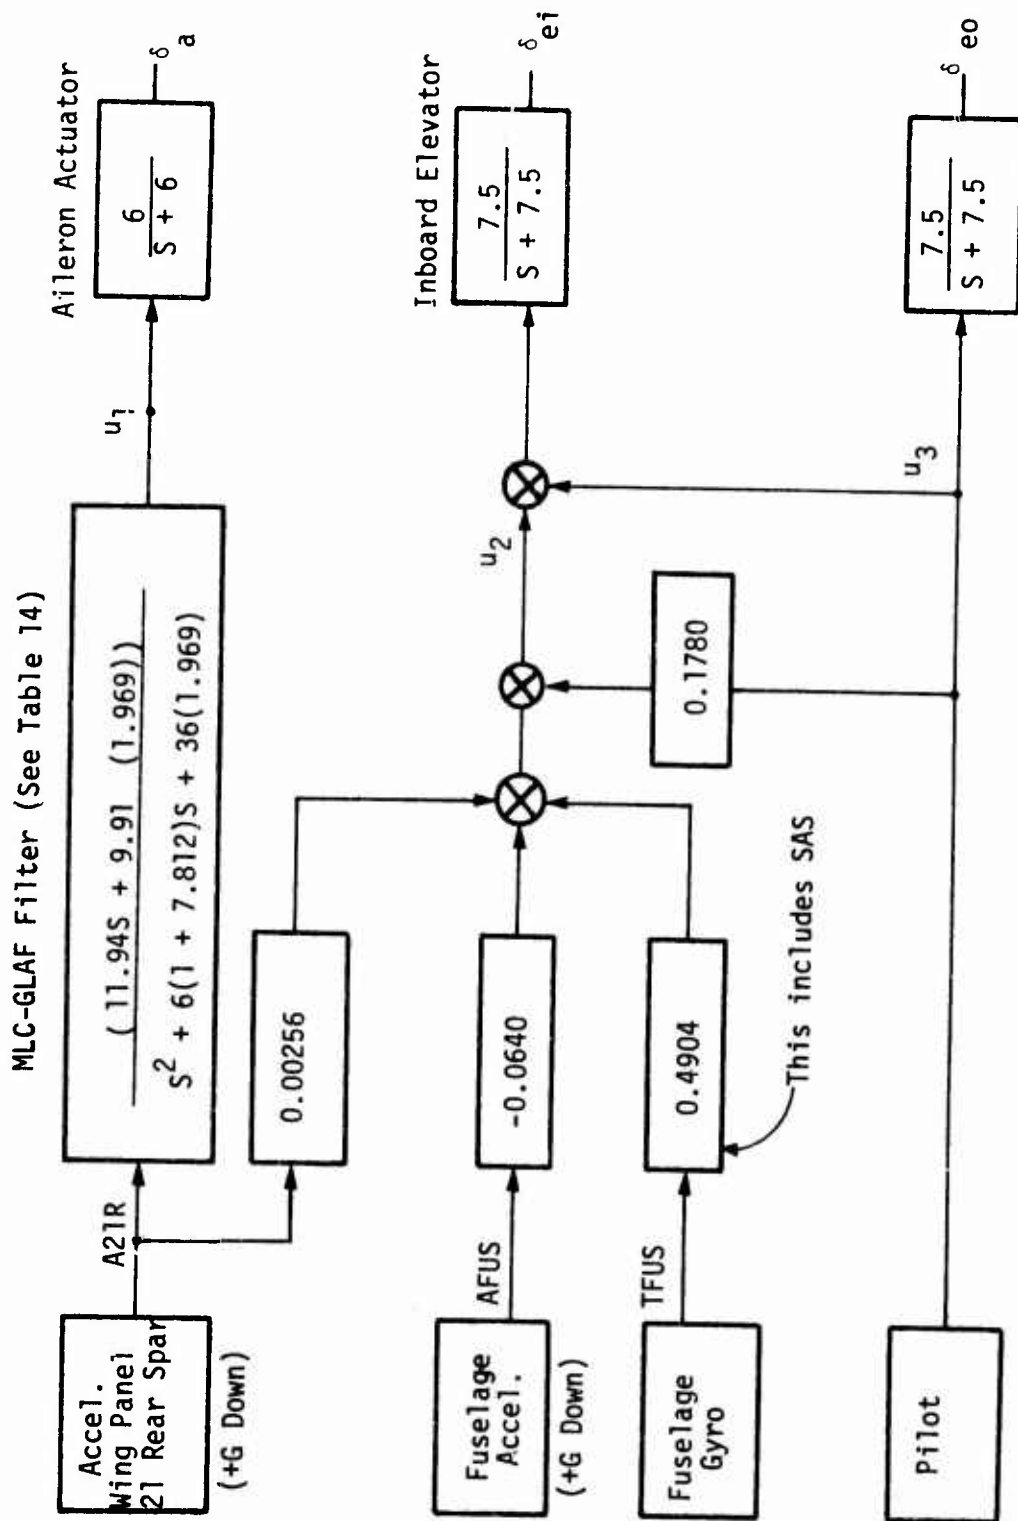 MLC-GLAF Filter (See Table 14)
Accel.
Wing Panel
21 Rear Spar
(+G Down)
A21R
(11.94S + 9.91 (1.969))
S² + 6(1 + 7.812)S + 36(1.969)
u₁
Aileron Actuator
6
S + 6
δa
0.00256
Fuselage
Accel.
(+G Down)
AFUS
-0.0640
u₂
Inboard Elevator
7.5
S + 7.5
δei
Fuselage
Gyro
TFUS
0.4904
This includes SAS
0.1780
Pilot
u₃
7.5
S + 7.5
δeo